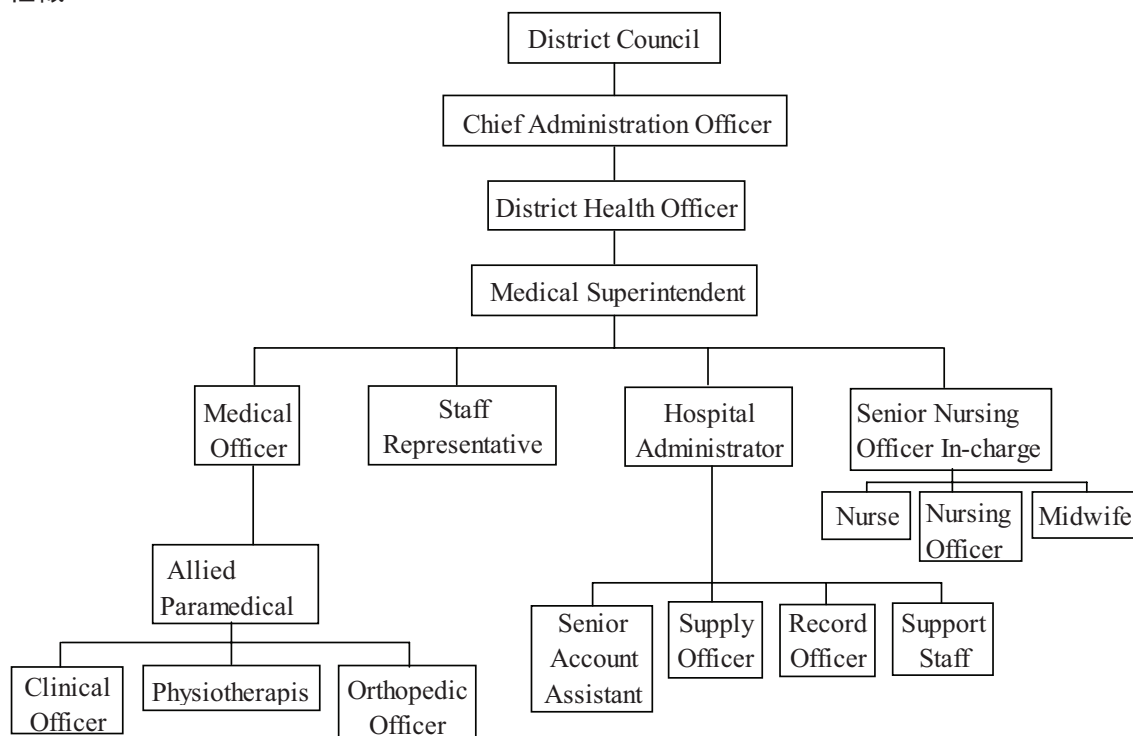 District Council
Chief Administration Officer
District Health Officer
Medical Superintendent
Medical
Officer
Staff
Representative
Hospital
Administrator
Senior Nursing
Officer In-charge
Nurse
Nursing
Officer
Midwife
Allied
Paramedical
Senior
Account
Assistant
Supply
Officer
Record
Officer
Support
Staff
Clinical
Officer
Physiotherapis
Orthopedic
Officer